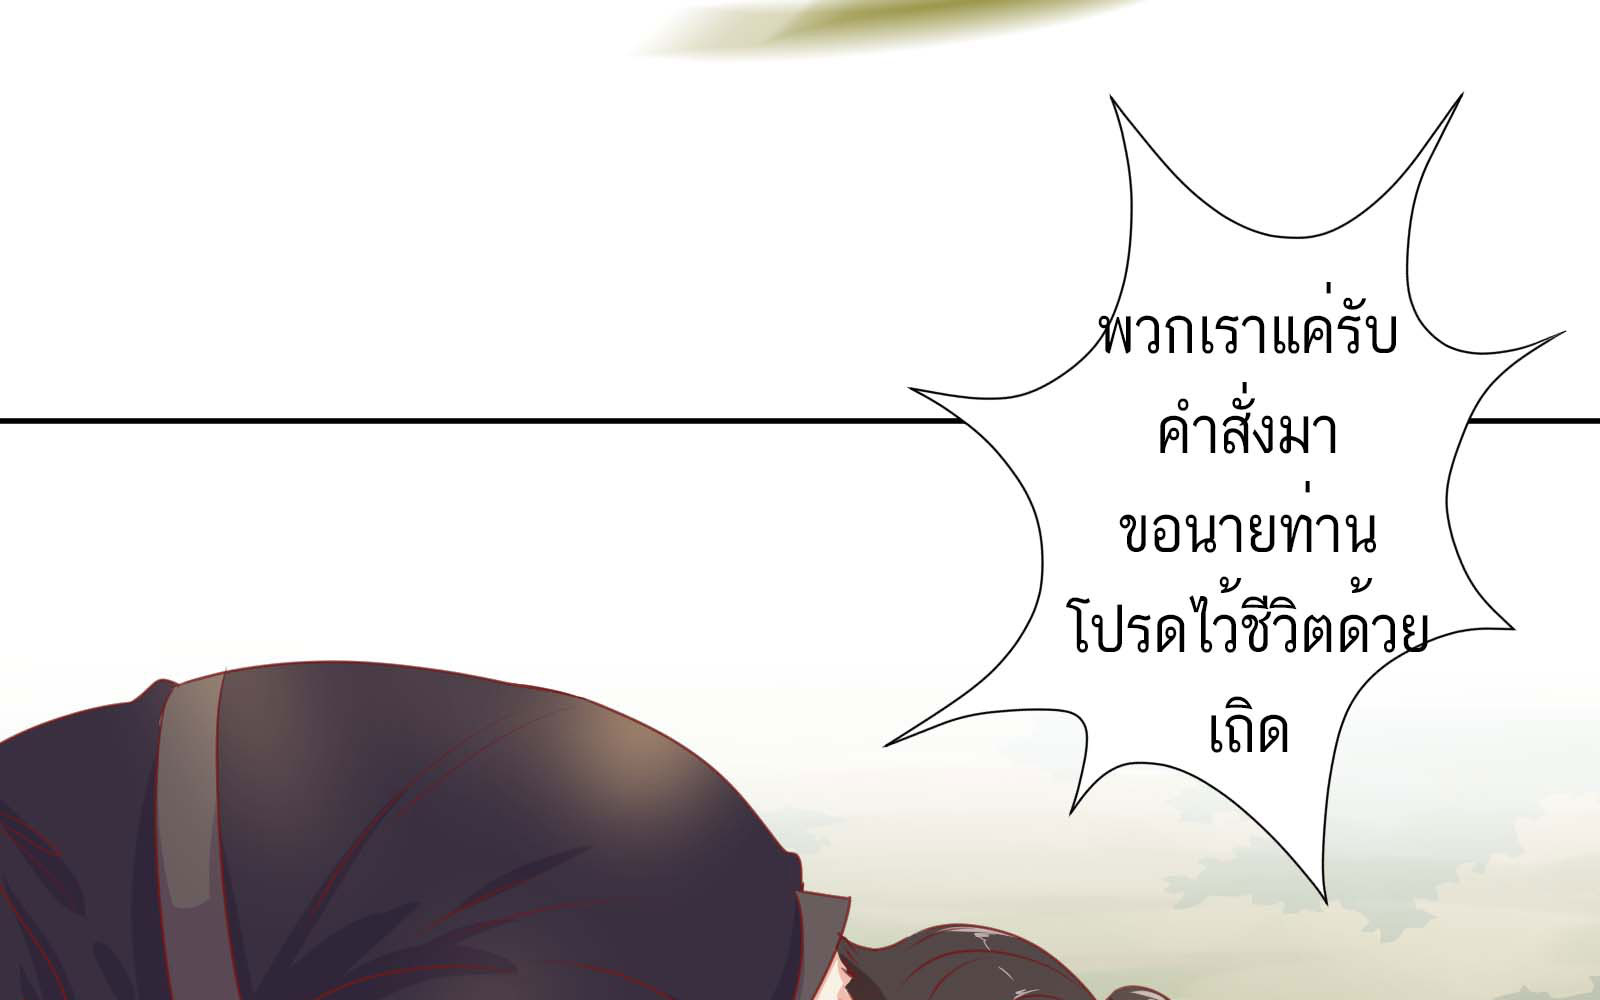 พวกเราแค่รับ
คำสั่งมา
ขอนายท่าน
โปรดไว้ชีวิตด้วย
เถิด